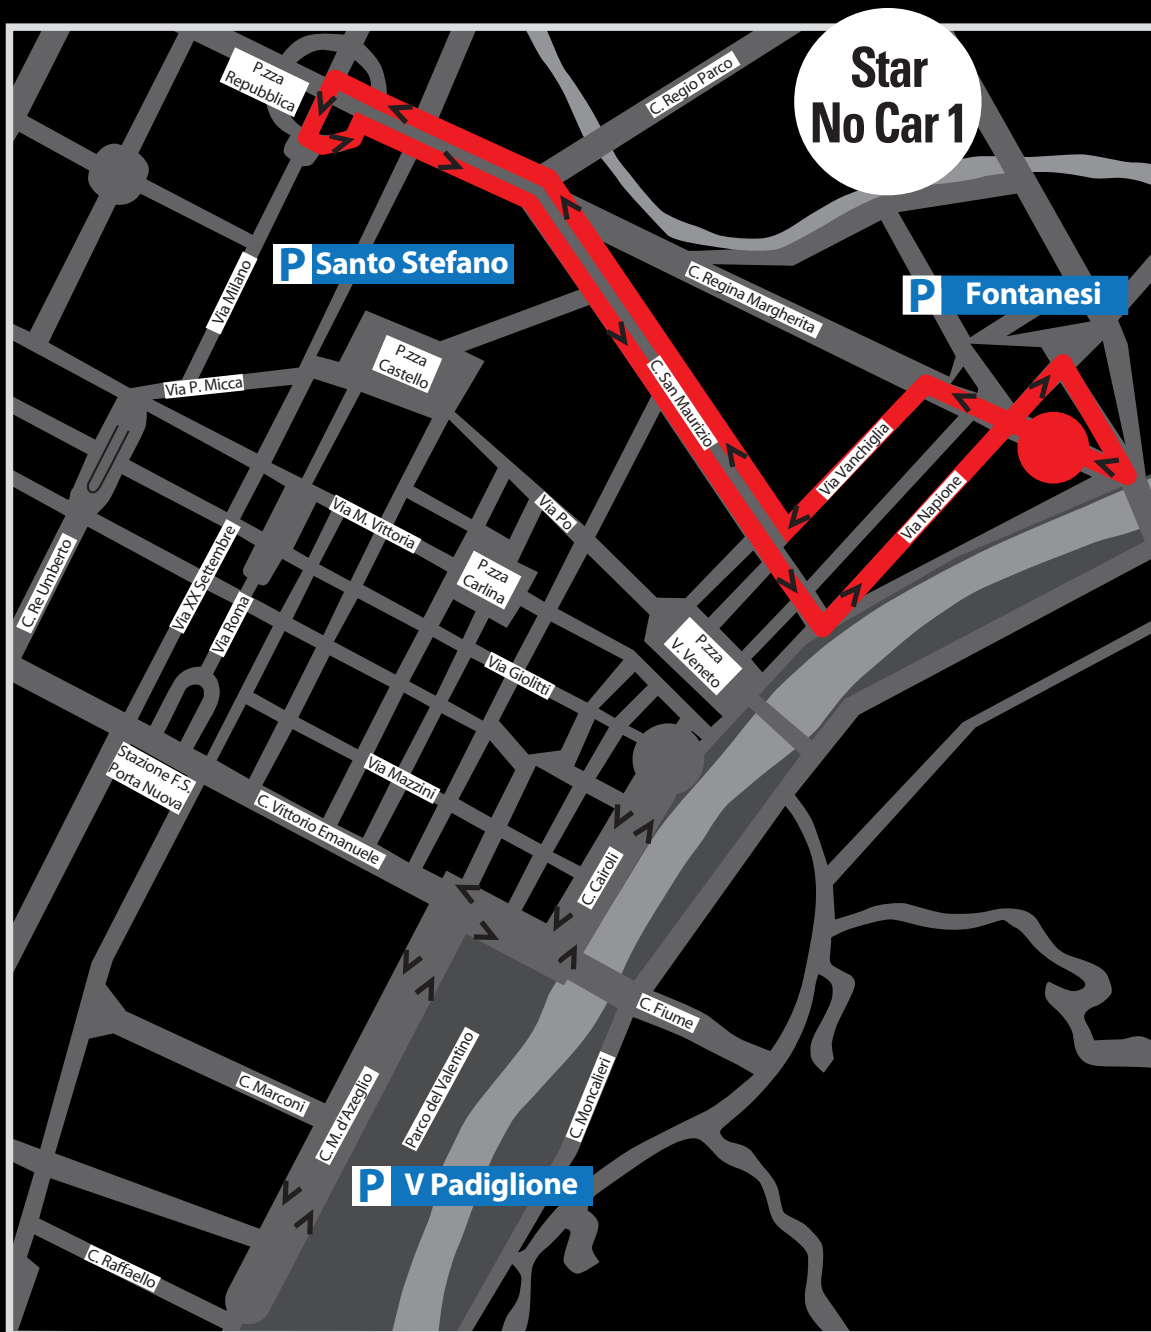 Star
No Car 1
P.zza
Repubblica
C. Regio Parco
P Santo Stefano
Via Milano
C. Regina Margherita
P Fontanesi
P.zza
Castello
Via P. Micca
C. San Maurizio
Via Vanchiglia
Via Napione
Via Po
Via M. Vittoria
P.zza
Carlina
C. Re Umberto
Via XX Settembre
Via Roma
P.zza
V. Veneto
Via Giolitti
Stazione F.S.
Porta Nuova
Via Mazzini
C. Vittorio Emanuele
C. Cairoli
C. Fiume
C. Marconi
C. M. d'Azeglio
Parco del Valentino
C. Moncalieri
P V Padiglione
C. Raffaello